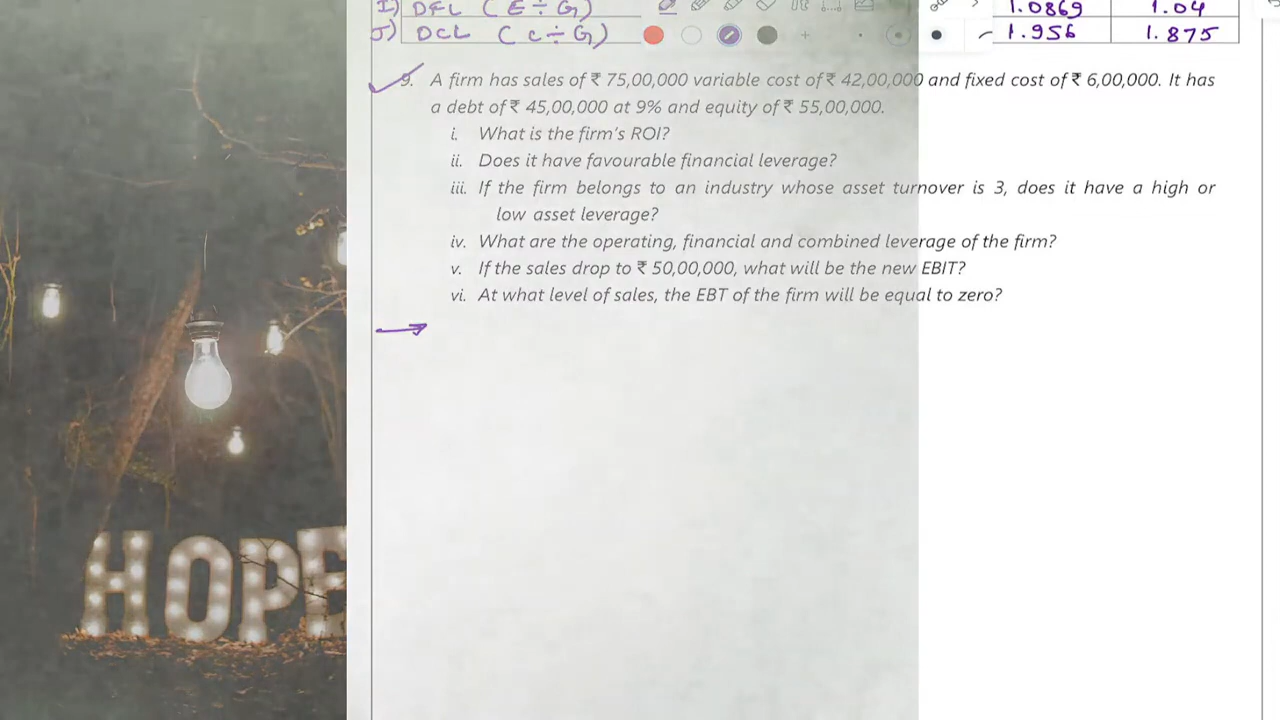 I) DFL ( E ÷ G) 1.0869 1.04
J) DCL ( C ÷ G) 1.956 1.875
9. A firm has sales of ₹ 75,00,000 variable cost of ₹ 42,00,000 and fixed cost of ₹ 6,00,000. It has
a debt of ₹ 45,00,000 at 9% and equity of ₹ 55,00,000.
i. What is the firm's ROI?
ii. Does it have favourable financial leverage?
iii. If the firm belongs to an industry whose asset turnover is 3, does it have a high or
low asset leverage?
iv. What are the operating, financial and combined leverage of the firm?
v. If the sales drop to ₹ 50,00,000, what will be the new EBIT?
vi. At what level of sales, the EBT of the firm will be equal to zero?
HOPE